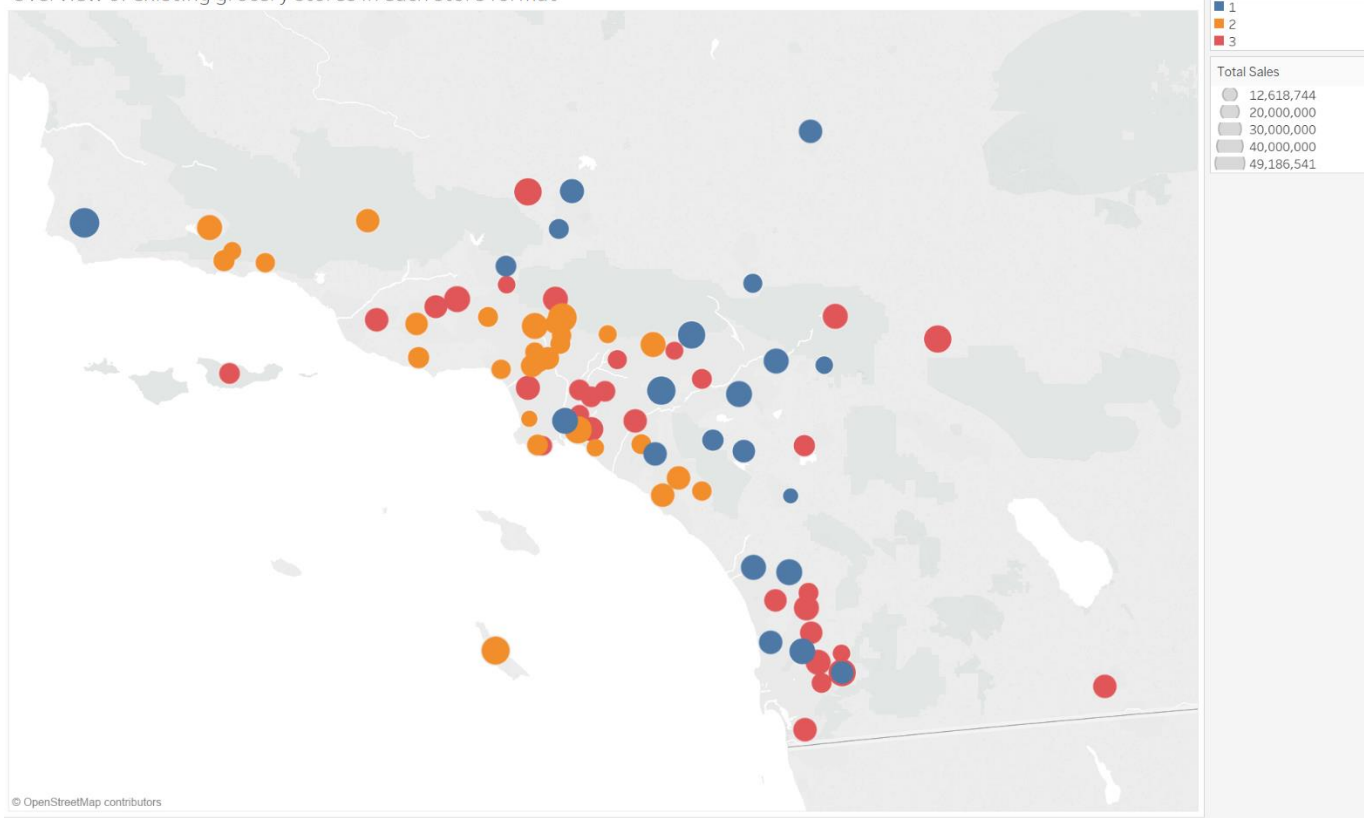 Overview of existing grocery stores in each store format
1
2
3
Total Sales
12,618,744
20,000,000
30,000,000
40,000,000
49,186,541
© OpenStreetMap contributors